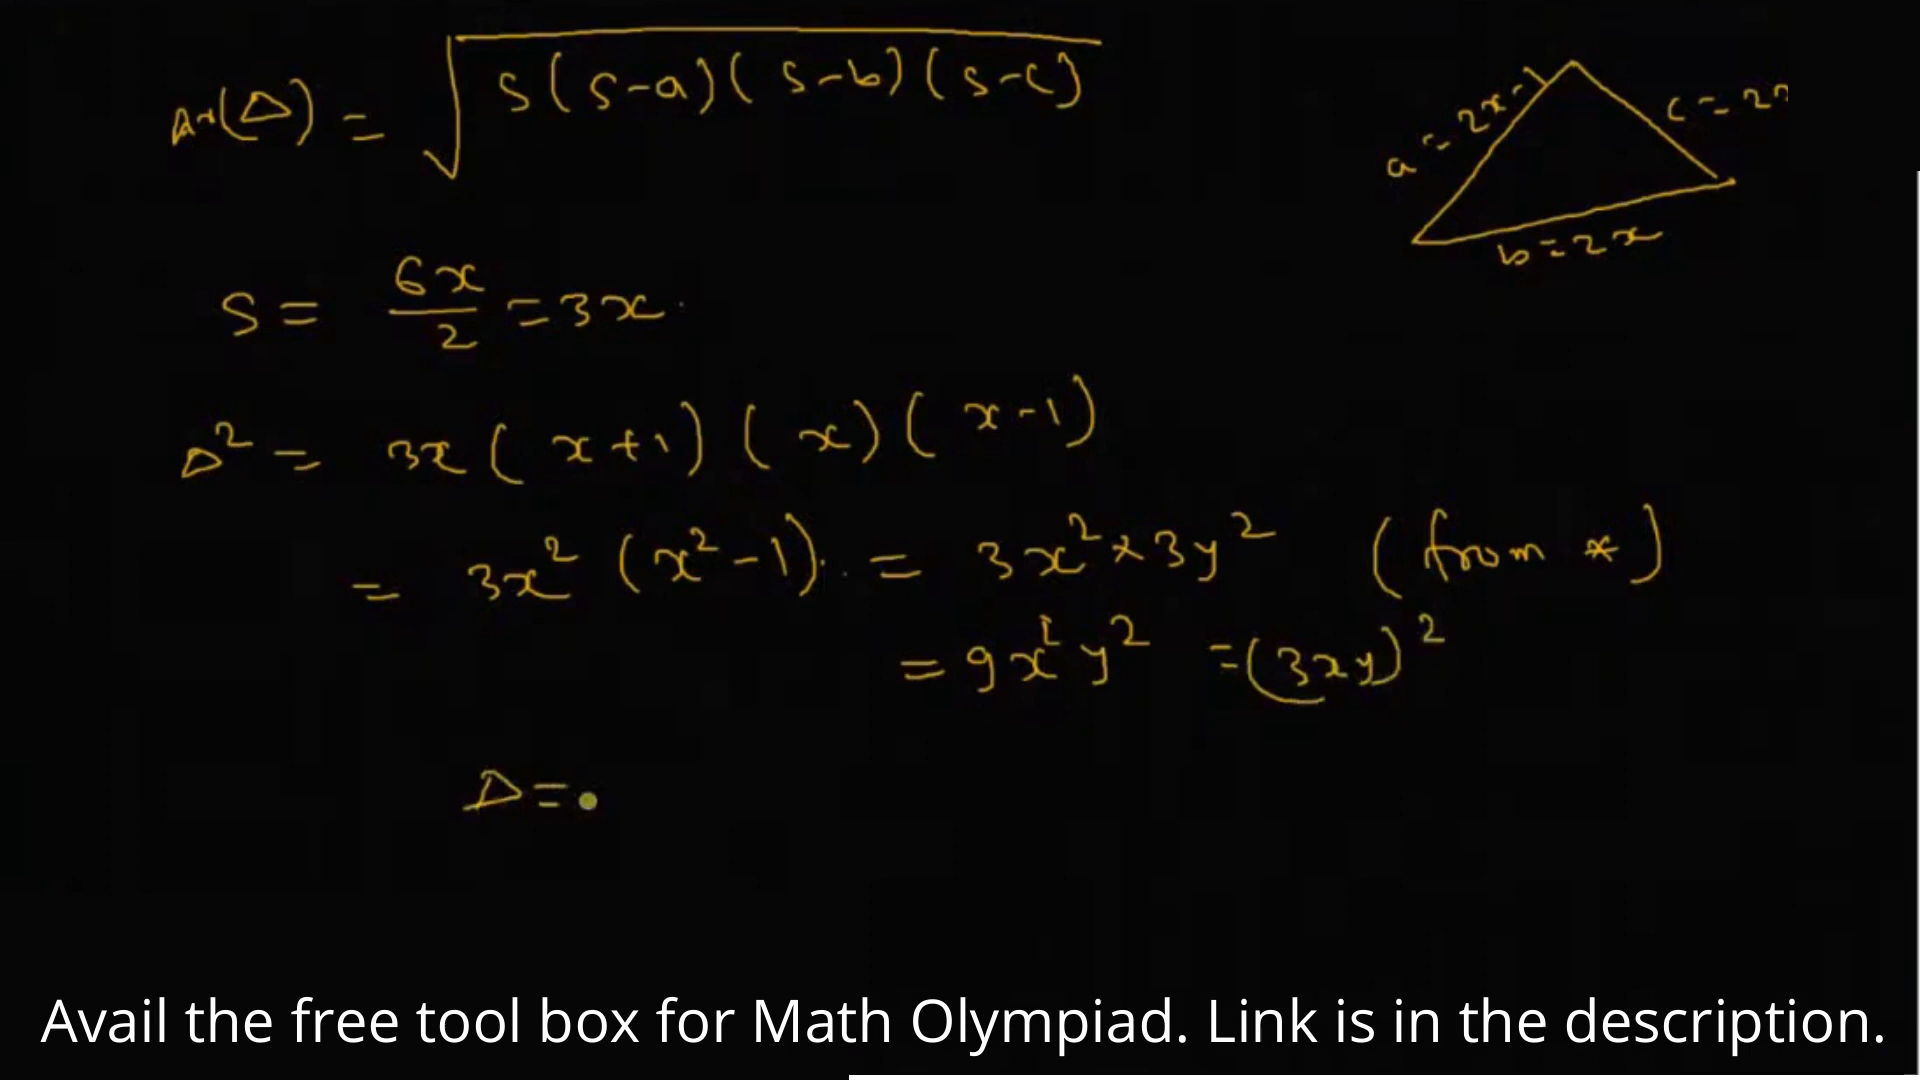 Ar(Δ) = √s(s-a)(s-b)(s-c)
a = 2x-1
c = 2
b = 2x
S = 6x/2 = 3x
Δ² = 3x(x+1)(x)(x-1)
= 3x²(x²-1) = 3x²×3y² (from *)
= 9x²y² = (3xy)²
Δ =
Avail the free tool box for Math Olympiad. Link is in the description.